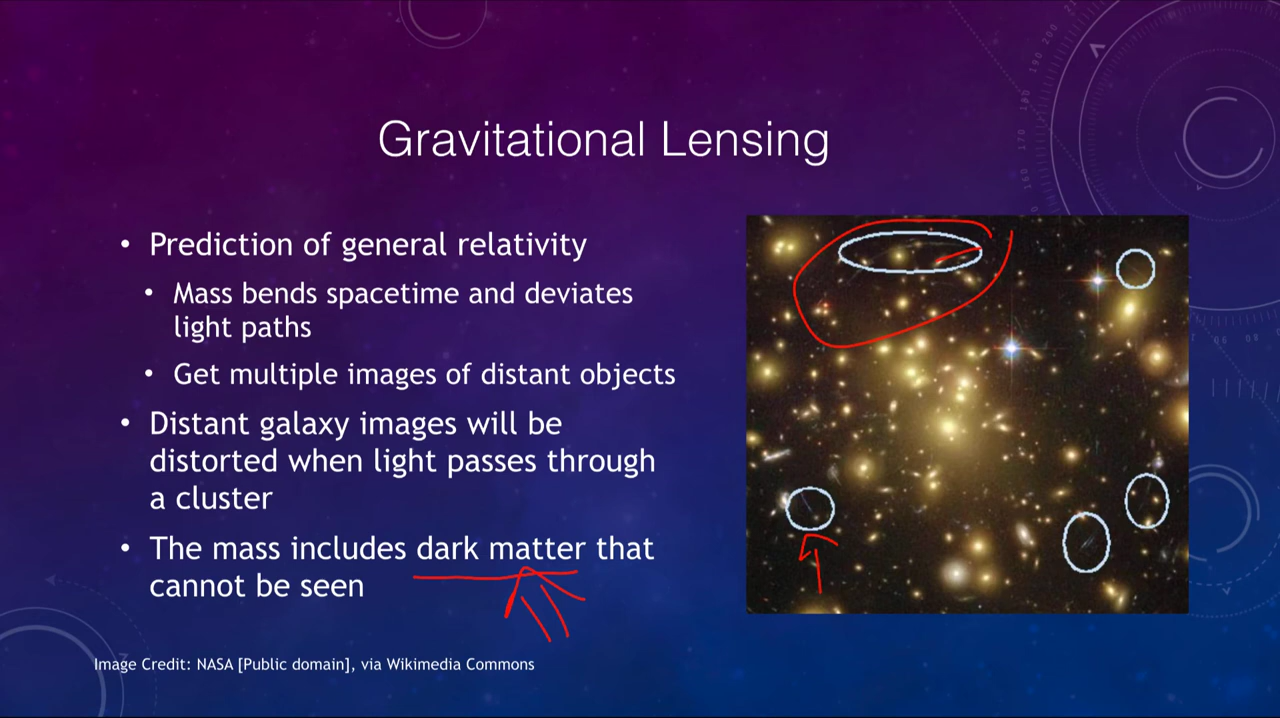 Gravitational Lensing
• Prediction of general relativity
• Mass bends spacetime and deviates
light paths
• Get multiple images of distant objects
• Distant galaxy images will be
distorted when light passes through
a cluster
• The mass includes dark matter that
cannot be seen
Image Credit: NASA [Public domain], via Wikimedia Commons